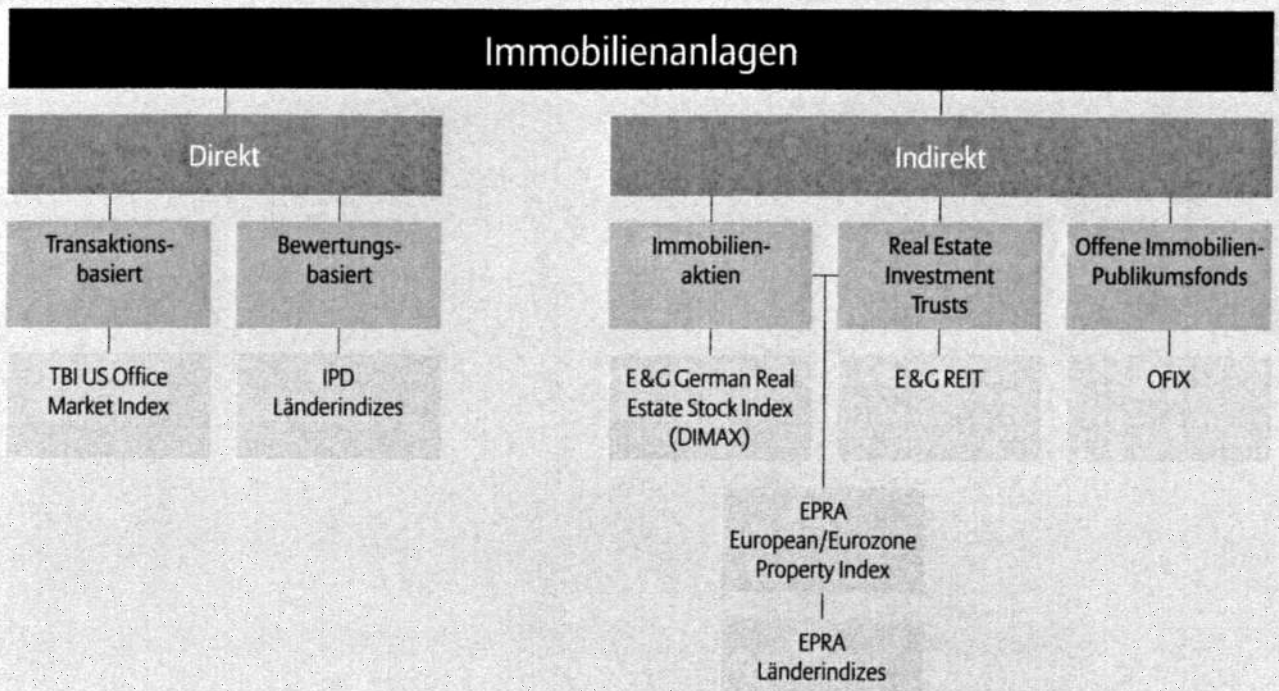 Immobilienanlagen
Direkt
Indirekt
Transaktions-
basiert
Bewertungs-
basiert
Immobilien-
aktien
Real Estate
Investment
Trusts
Offene Immobilien-
Publikumsfonds
TBI US Office
Market Index
IPD
Länderindizes
E&G German Real
Estate Stock Index
(DIMAX)
E&G REIT
OFIX
EPRA
European/Eurozone
Property Index
EPRA
Länderindizes